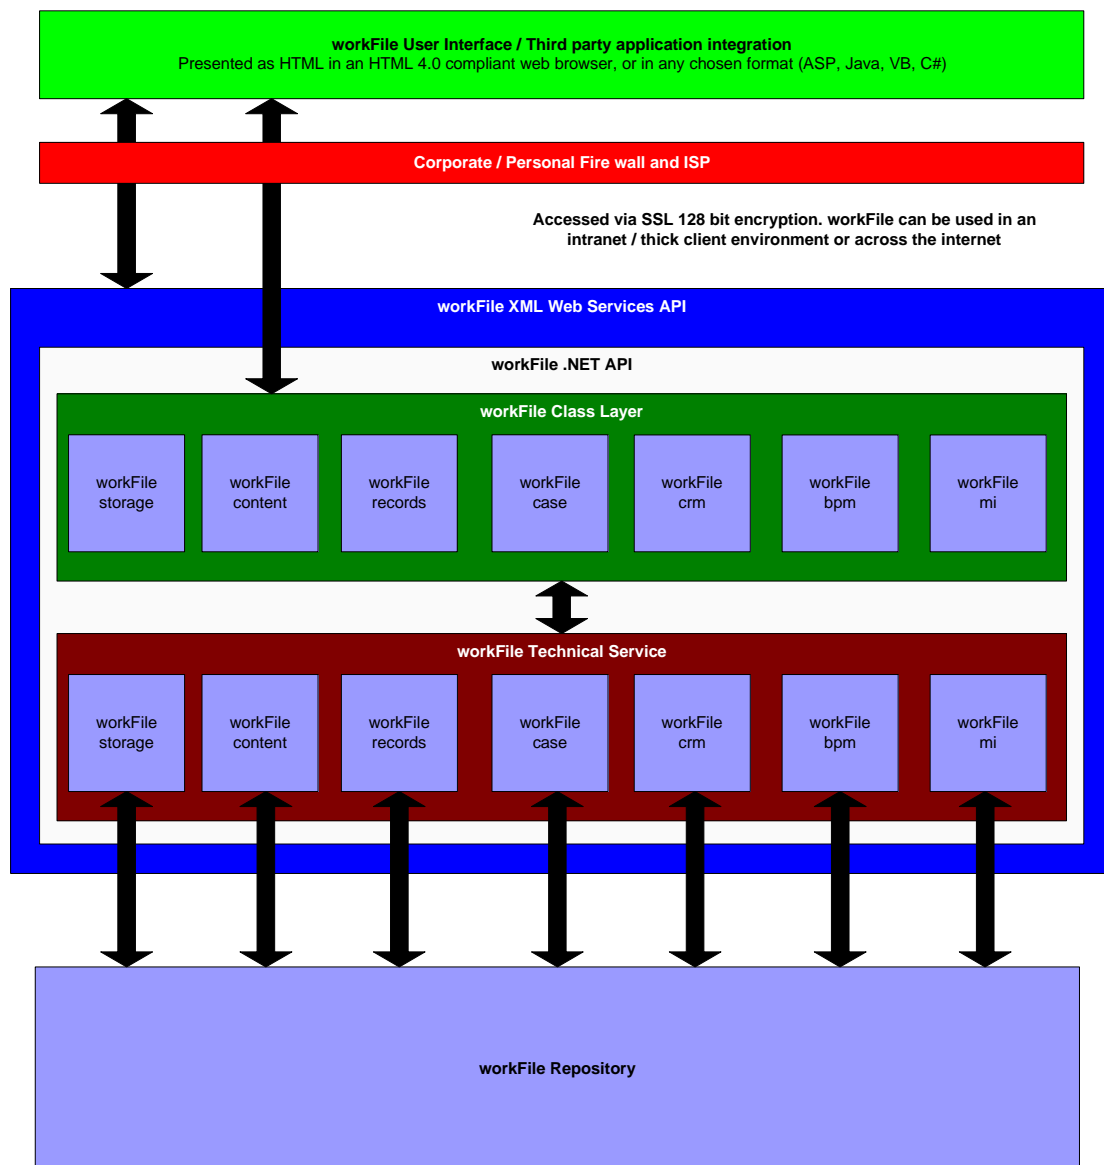 workFile User Interface / Third party application integration
Presented as HTML in an HTML 4.0 compliant web browser, or in any chosen format (ASP, Java, VB, C#)
Corporate / Personal Fire wall and ISP
Accessed via SSL 128 bit encryption. workFile can be used in an
intranet / thick client environment or across the internet
workFile XML Web Services API
workFile .NET API
workFile Class Layer
workFile
storage
workFile
content
workFile
records
workFile
case
workFile
crm
workFile
bpm
workFile
mi
workFile Technical Service
workFile
storage
workFile
content
workFile
records
workFile
case
workFile
crm
workFile
bpm
workFile
mi
workFile Repository